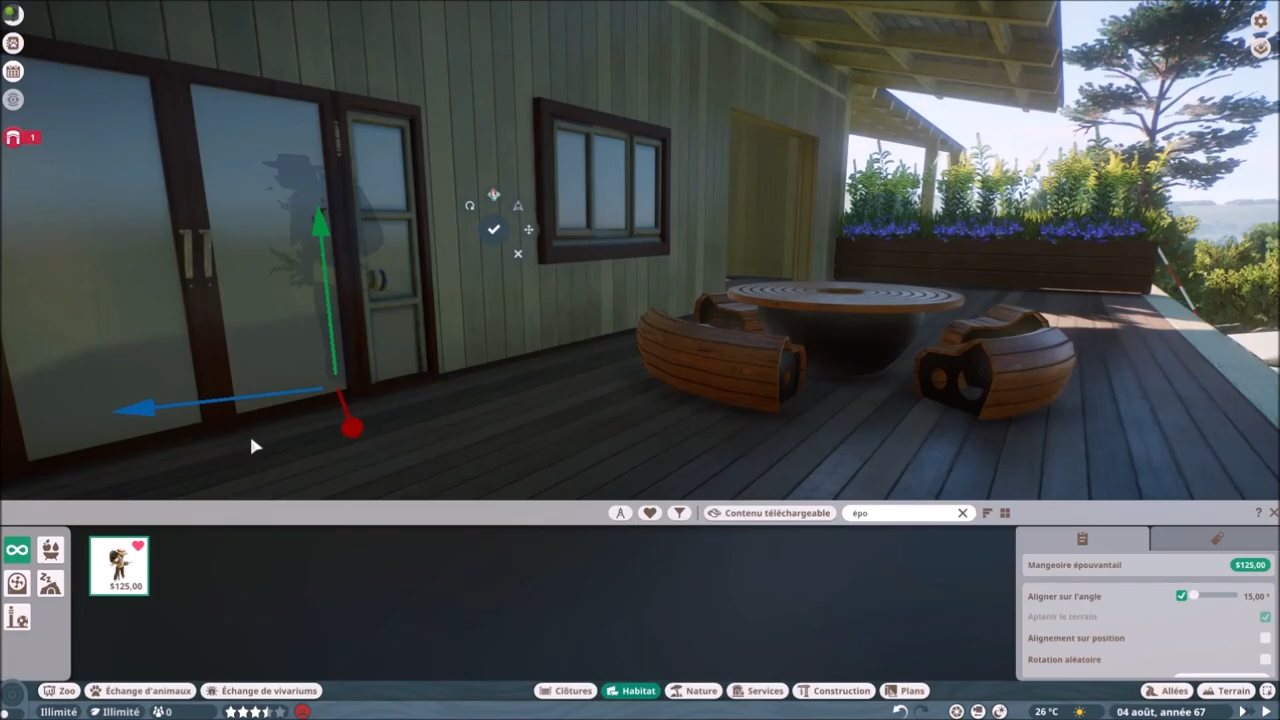 1
Contenu téléchargeable
épo
?
$125,00
Mangeoire épouvantail
$125,00
Aligner sur l'angle
15,00 °
Aplanir le terrain
Alignement sur position
Rotation aléatoire
Zoo
Échange d'animaux
Échange de vivariums
Clôtures
Habitat
Nature
Services
Construction
Plans
Allées
Terrain
Illimité
Illimité
0
26 °C
04 août, année 67